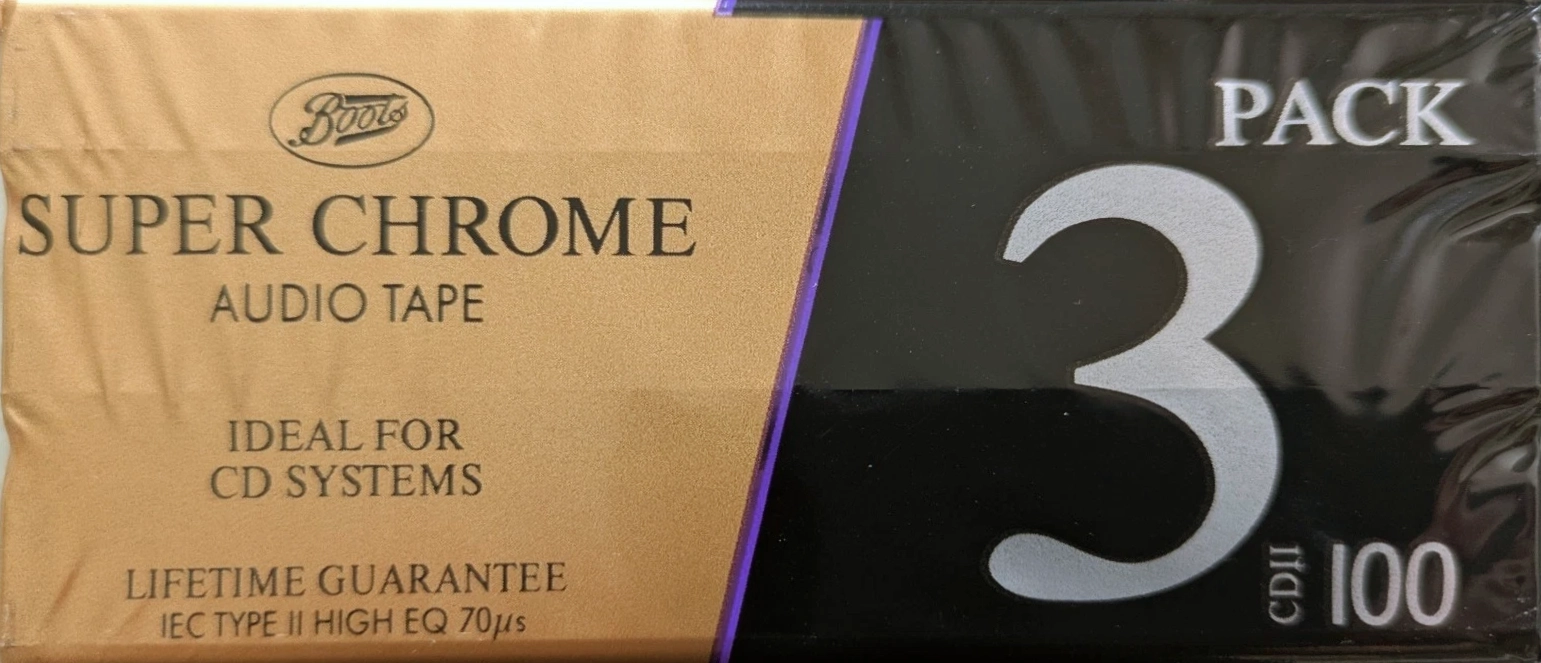 Boots
SUPER CHROME
AUDIO TAPE
IDEAL FOR
CD SYSTEMS
LIFETIME GUARANTEE
IEC TYPE II HIGH EQ 70µs
PACK
3
CDII 100